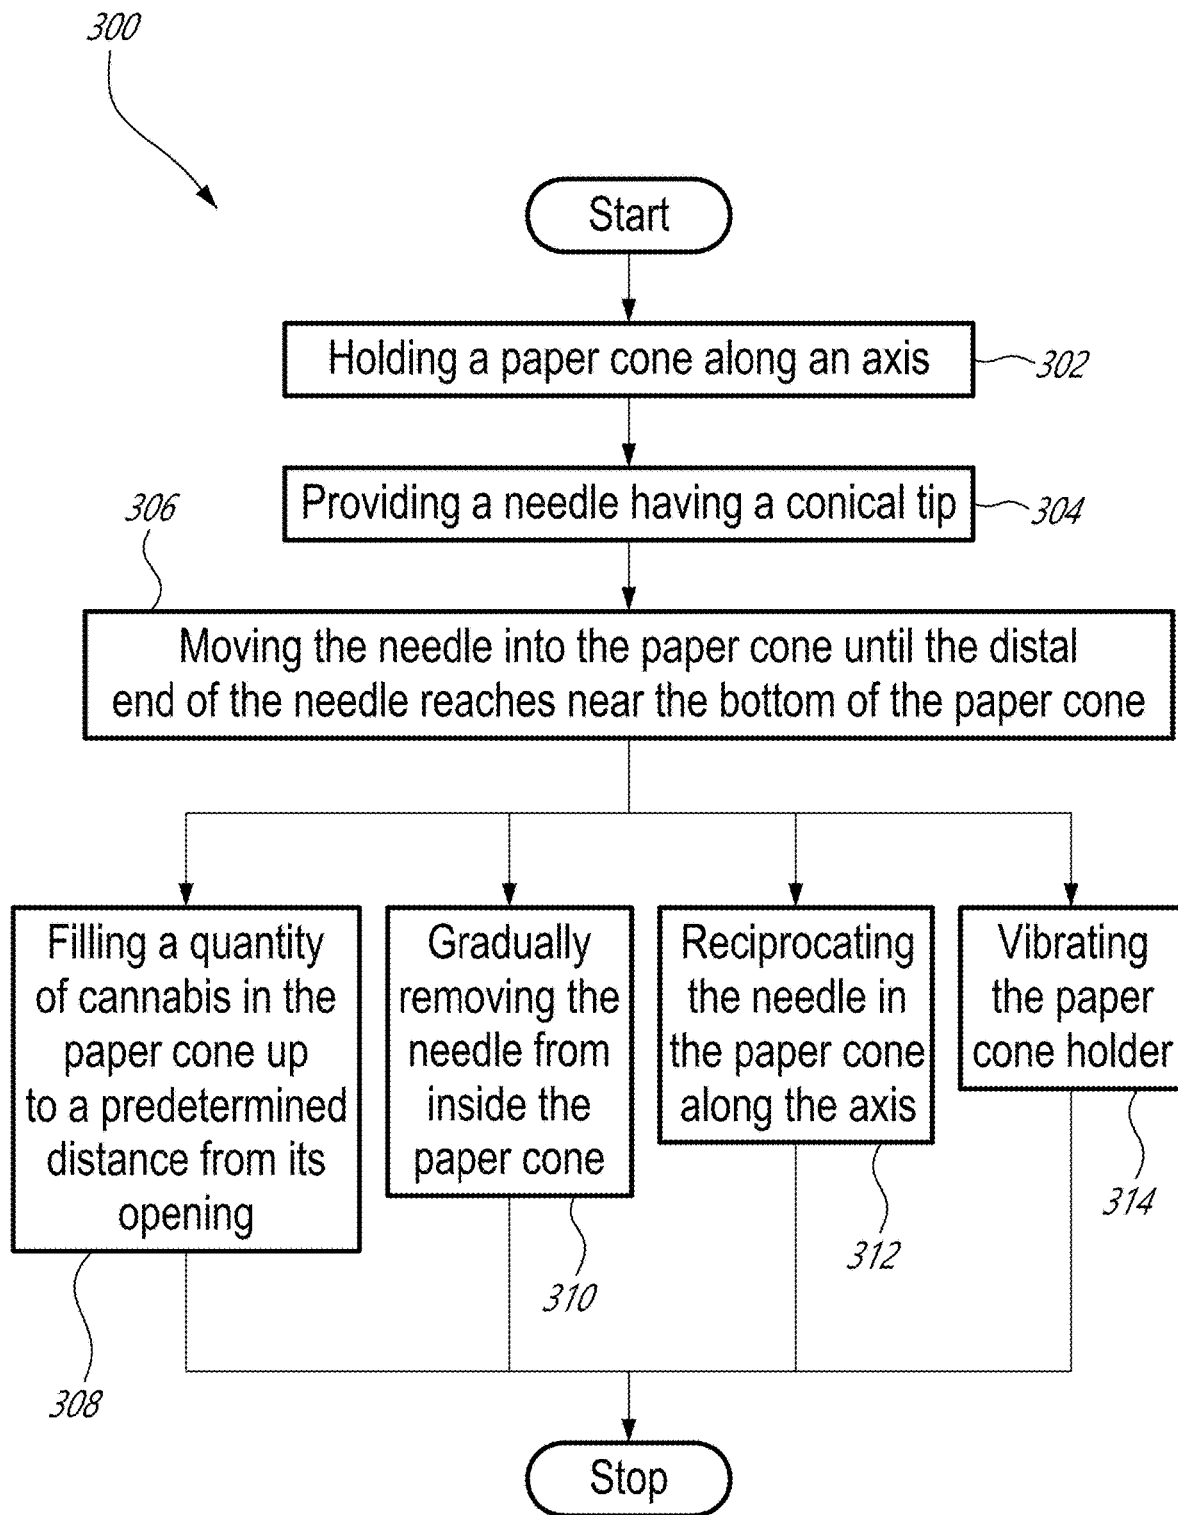 300
Start
Holding a paper cone along an axis
302
Providing a needle having a conical tip
304
306
Moving the needle into the paper cone until the distal
end of the needle reaches near the bottom of the paper cone
Filling a quantity
of cannabis in the
paper cone up
to a predetermined
distance from its
opening
308
Gradually
removing the
needle from
inside the
paper cone
310
Reciprocating
the needle in
the paper cone
along the axis
312
Vibrating
the paper
cone holder
314
Stop